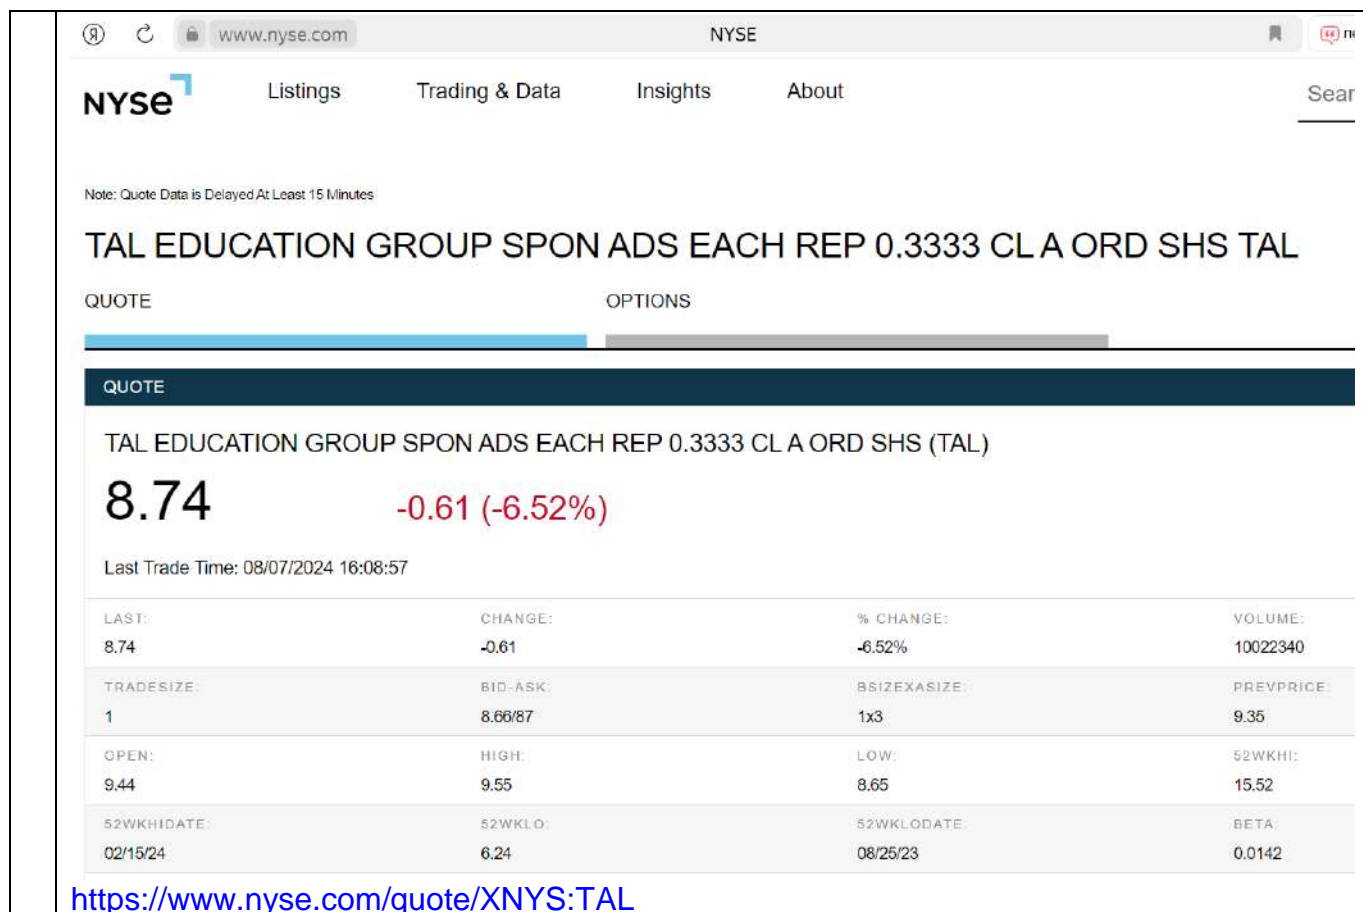 www.nyse.com NYSE
NYSE Listings Trading & Data Insights About Sear
Note: Quote Data is Delayed At Least 15 Minutes
TAL EDUCATION GROUP SPON ADS EACH REP 0.3333 CL A ORD SHS TAL
QUOTE OPTIONS
QUOTE
TAL EDUCATION GROUP SPON ADS EACH REP 0.3333 CL A ORD SHS (TAL)
8.74 -0.61 (-6.52%)
Last Trade Time: 08/07/2024 16:08:57
LAST: CHANGE: % CHANGE: VOLUME:
8.74 -0.61 -6.52% 10022340
TRADESIZE: BID-ASK: BSIZEXASIZE: PREVPRICE:
1 8.66/87 1x3 9.35
OPEN: HIGH: LOW: 52WKHI:
9.44 9.55 8.65 15.52
52WKHIDATE: 52WKLO: 52WKLODATE: BETA:
02/15/24 6.24 08/25/23 0.0142
https://www.nyse.com/quote/XNYS:TAL